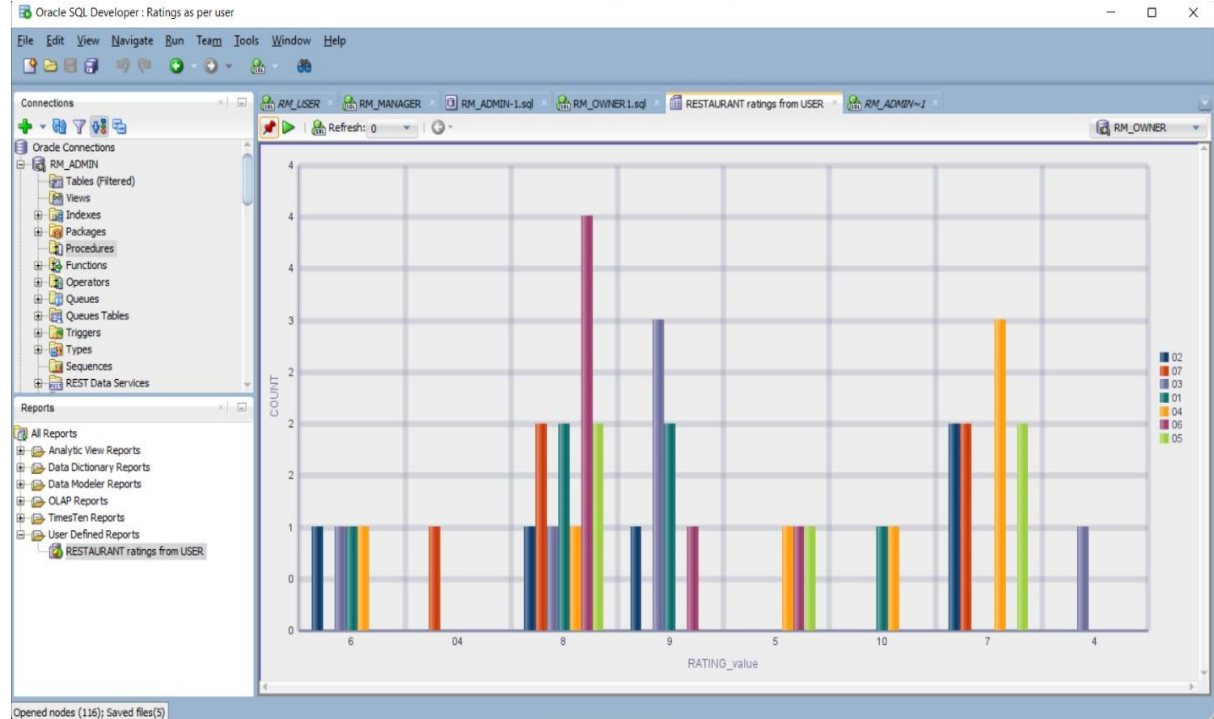 Oracle SQL Developer : Ratings as per user
File Edit View Navigate Run Team Tools Window Help
Connections
Oracle Connections
RM_ADMIN
Tables (Filtered)
Views
Indexes
Packages
Procedures
Functions
Operators
Queues
Queues Tables
Triggers
Types
Sequences
REST Data Services
Reports
All Reports
Analytic View Reports
Data Dictionary Reports
Data Modeler Reports
OLAP Reports
TimesTen Reports
User Defined Reports
RESTAURANT ratings from USER
RM_USER RM_MANAGER RM_ADMIN-1.sql RM_OWNER1.sql RESTAURANT ratings from USER RM_ADMIN~1
Refresh: 0 RM_OWNER
4
4
4
3
2
2
2
1
0
0
COUNT
6 04 8 9 5 10 7 4
RATING_value
02
07
03
01
04
06
05
Opened nodes (116); Saved files(5)